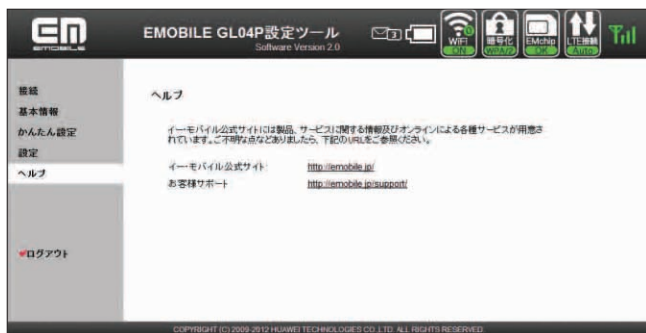 EM
EMOBILE
EMOBILE GL04P設定ツール
Software Version 2.0
3
WiFi
ON
暗号化
WPA/2
EMchip
OK
LTE接続
Auto
接続
基本情報
かんたん設定
設定
ヘルプ
ログアウト
ヘルプ
イー・モバイル公式サイトには製品、サービスに関する情報及びオンラインによる各種サービスが用意さ
れています。ご不明な点などありましたら、下記のURLをご参照ください。
イー・モバイル公式サイト: http://emobile.jp/
お客様サポート http://emobile.jp/support/
COPYRIGHT (C) 2009-2012 HUAWEI TECHNOLOGIES CO.,LTD. ALL RIGHTS RESERVED.